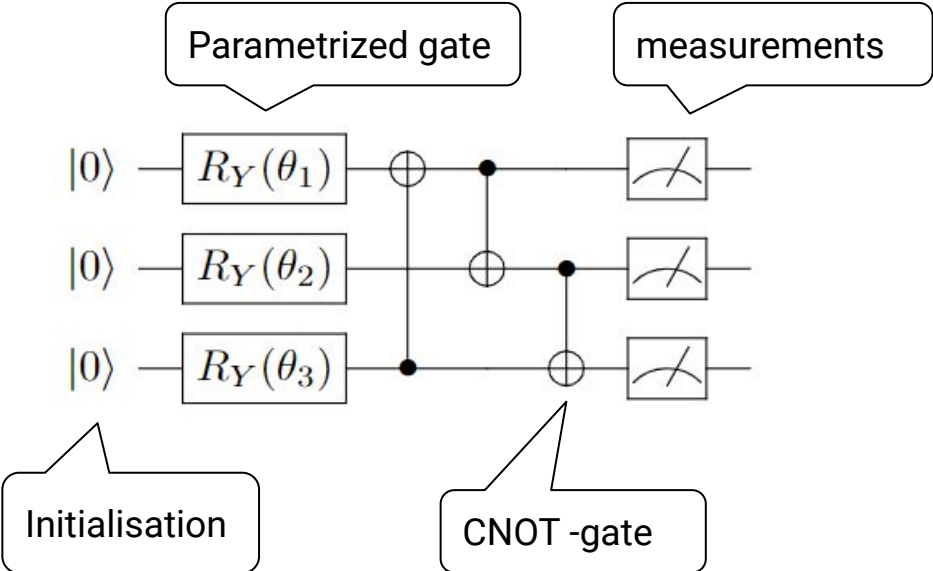 Parametrized gate
measurements
|0⟩ R_Y(θ_1)
|0⟩ R_Y(θ_2)
|0⟩ R_Y(θ_3)
Initialisation
CNOT -gate